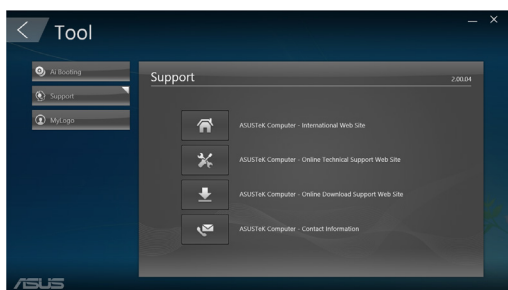 Tool
Ai Booting
Support
MyLogo
Support
2.00.04
ASUSTeK Computer - International Web Site
ASUSTeK Computer - Online Technical Support Web Site
ASUSTeK Computer - Online Download Support Web Site
ASUSTeK Computer - Contact Information
ASUS